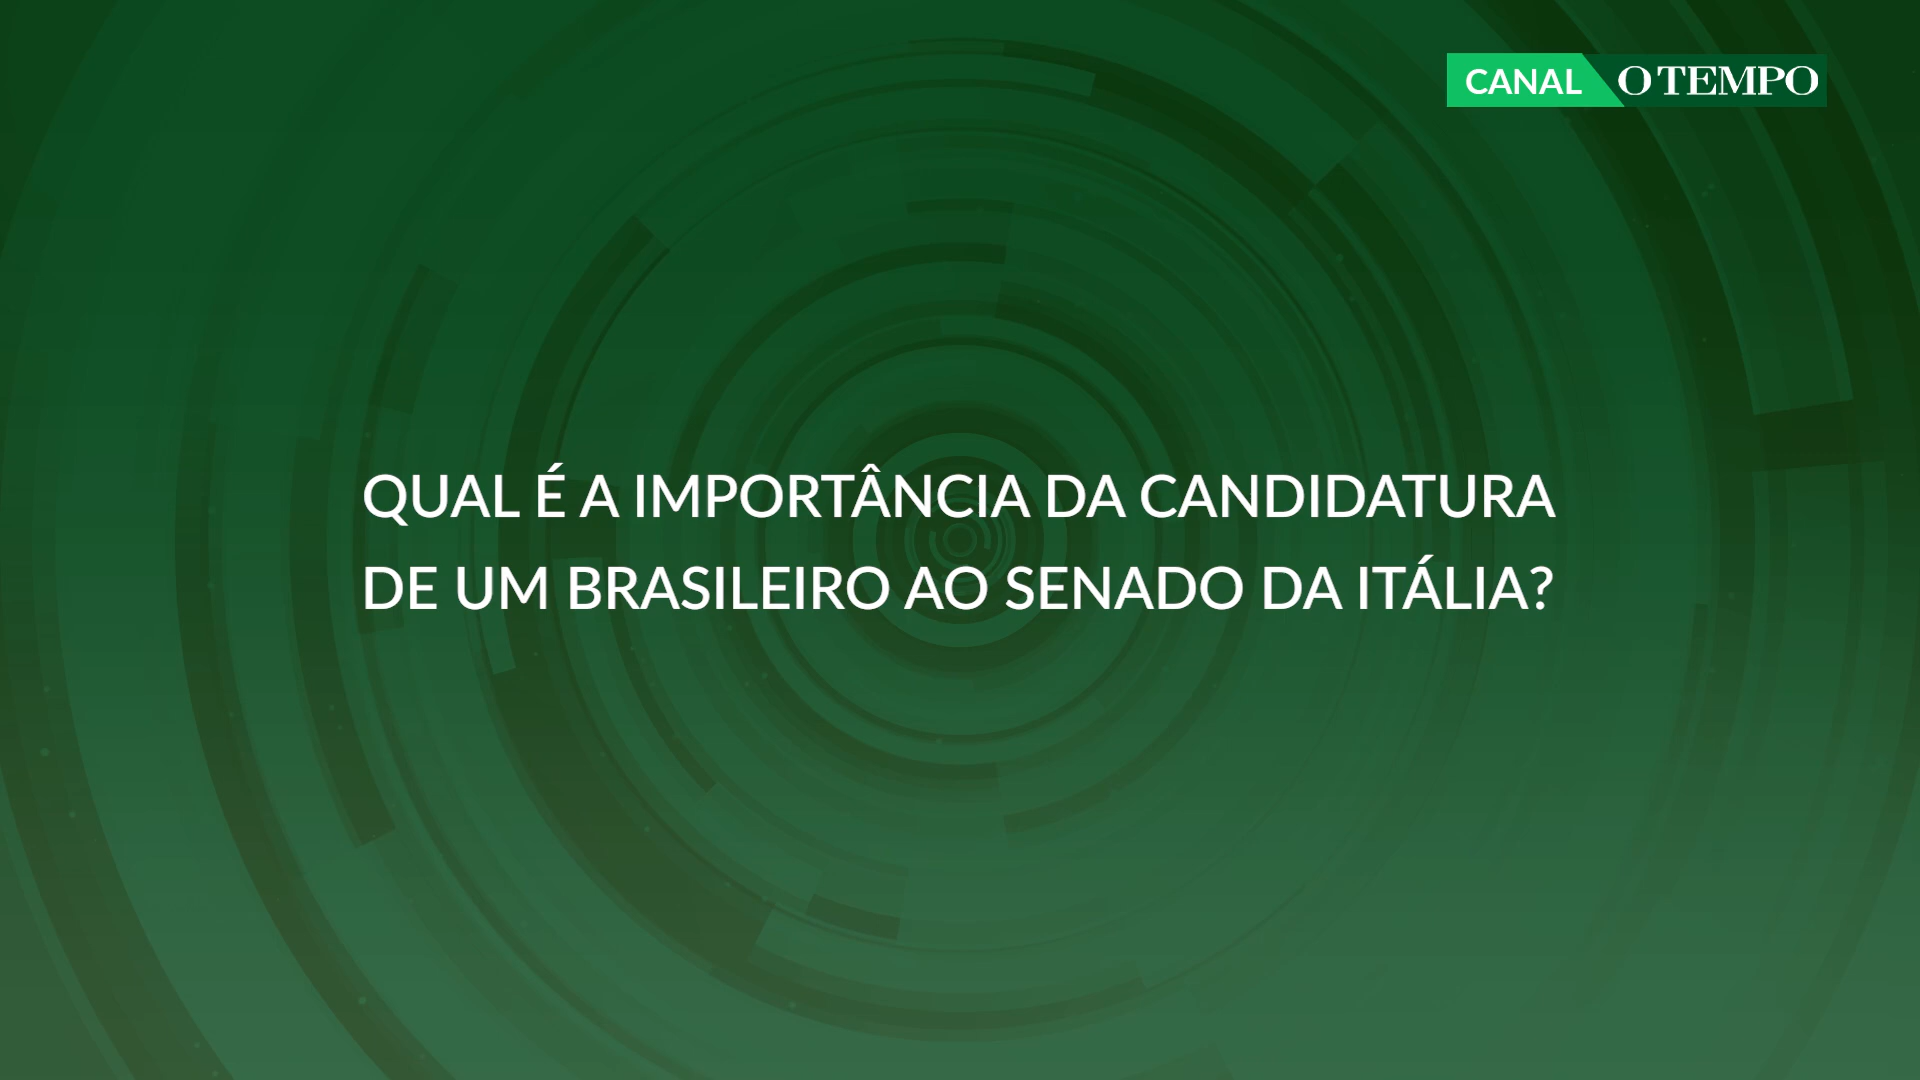 CANAL O TEMPO
QUAL É A IMPORTÂNCIA DA CANDIDATURA
DE UM BRASILEIRO AO SENADO DA ITÁLIA?